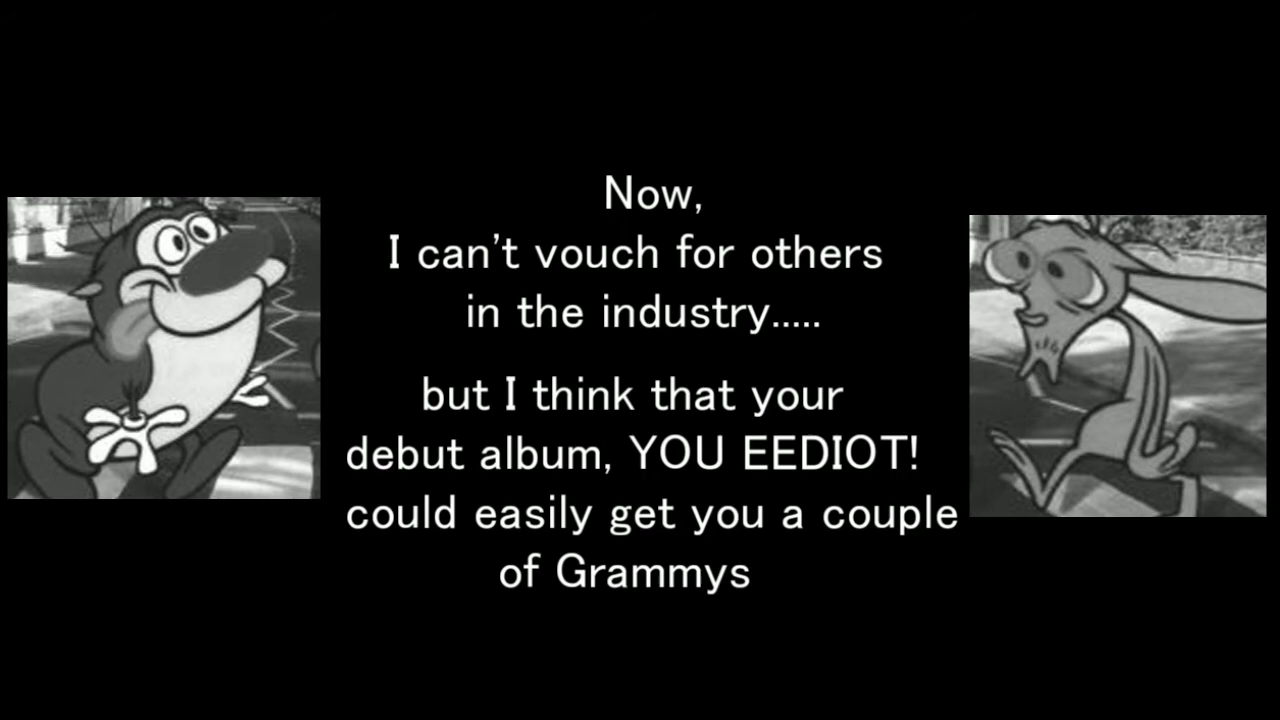 Now,
I can't vouch for others
in the industry.....
but I think that your
debut album, YOU EEDIOT!
could easily get you a couple
of Grammys